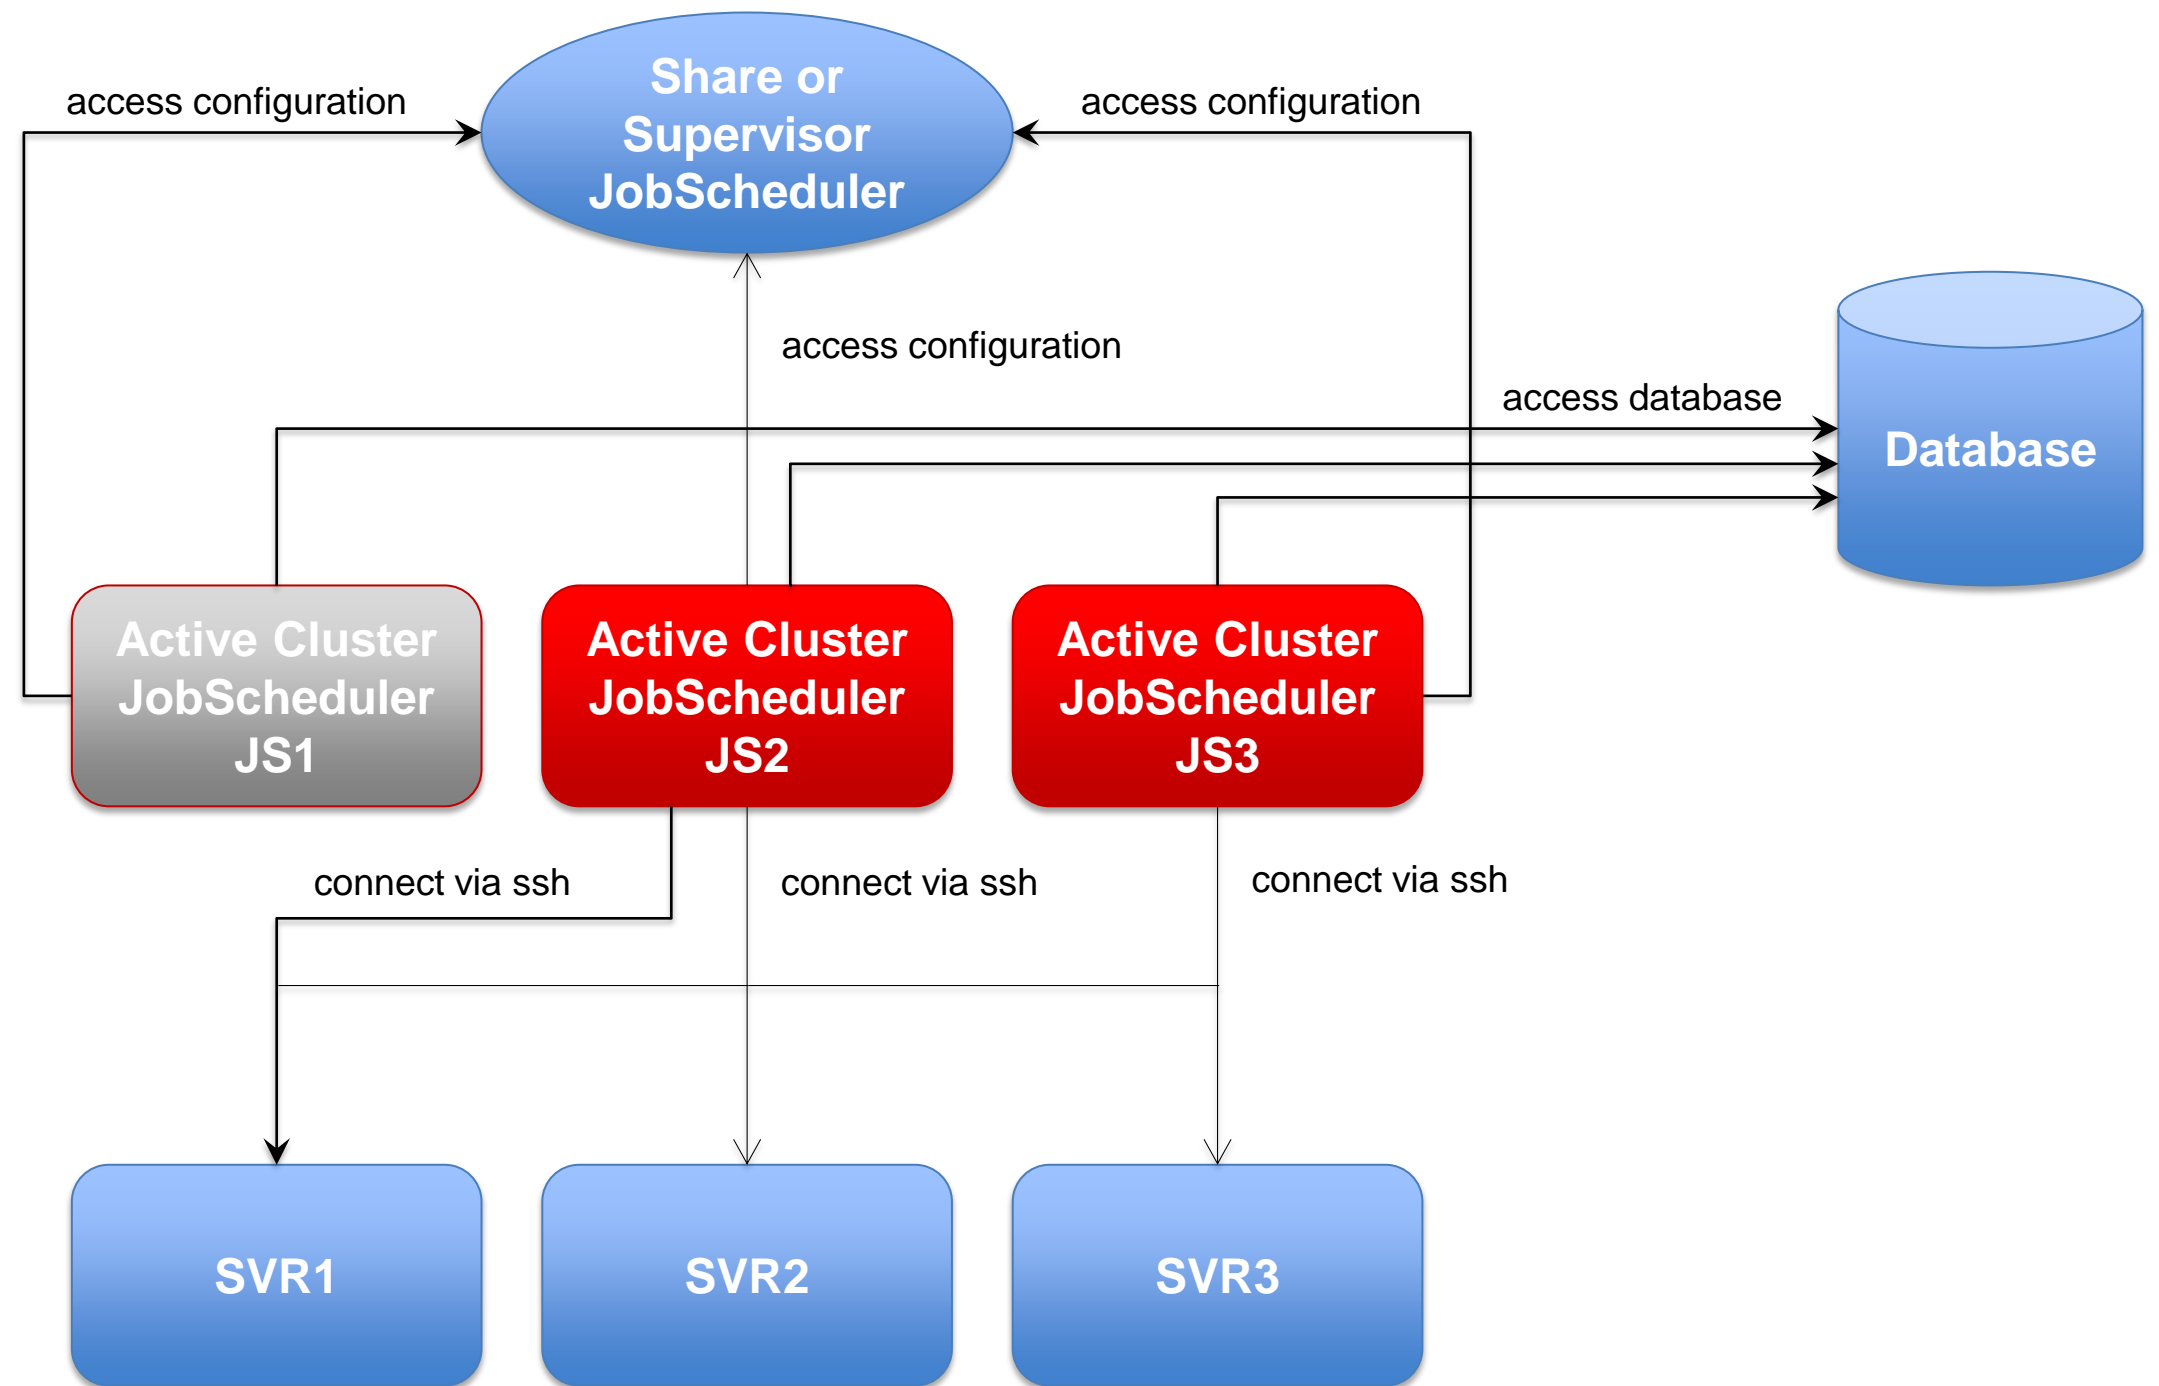 Share or
Supervisor
JobScheduler
access configuration
access configuration
access configuration
access database
Database
Active Cluster
JobScheduler
JS1
Active Cluster
JobScheduler
JS2
Active Cluster
JobScheduler
JS3
connect via ssh
connect via ssh
connect via ssh
SVR1
SVR2
SVR3